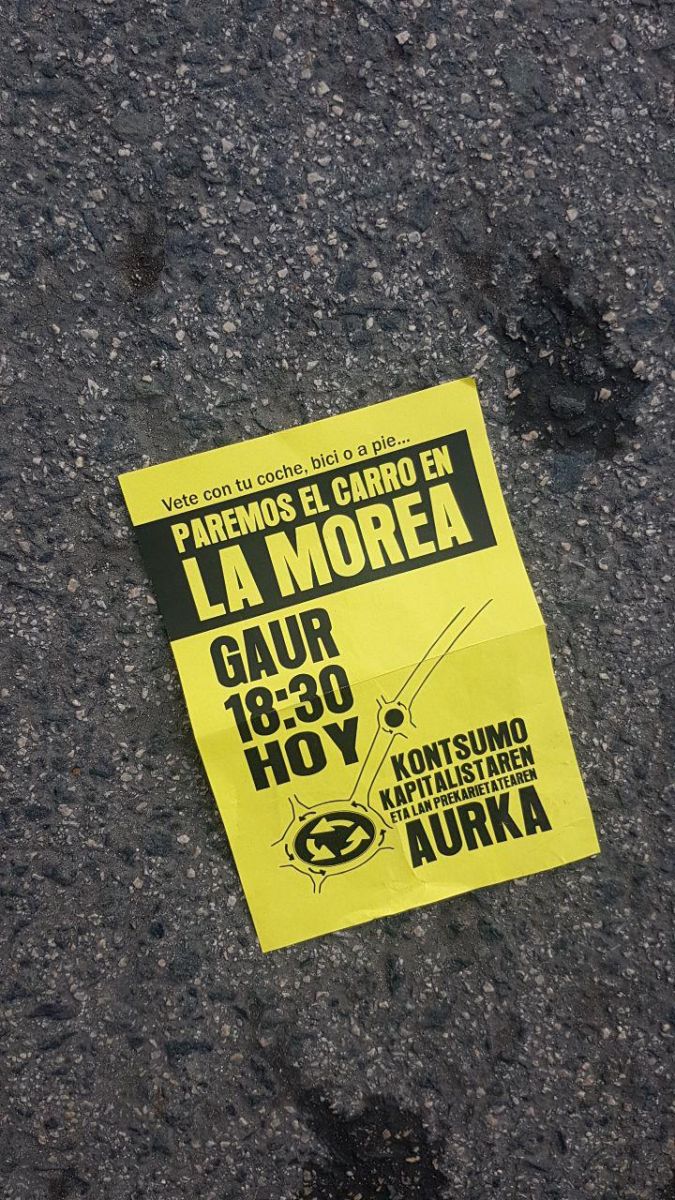 Vete con tu coche, bici o a pie...
PAREMOS EL CARRO EN
LA MOREA
GAUR
18:30
HOY
KONTSUMO
KAPITALISTAREN
ETA LAN PREKARIETATEAREN
AURKA